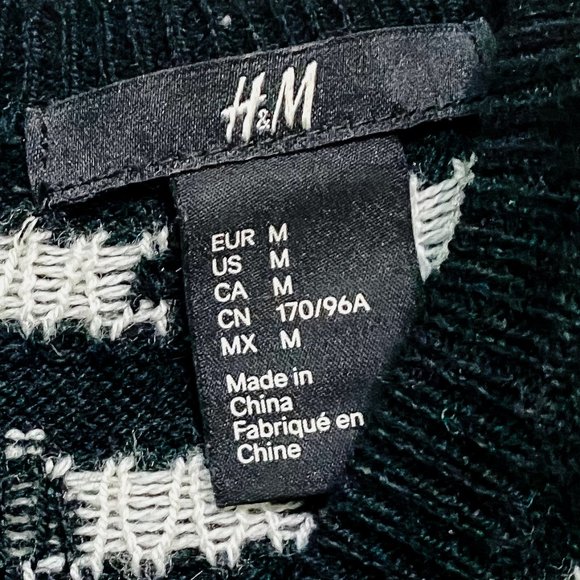 H&M
EUR M
US M
CA M
CN 170/96A
MX M
Made in
China
Fabriqué en
Chine